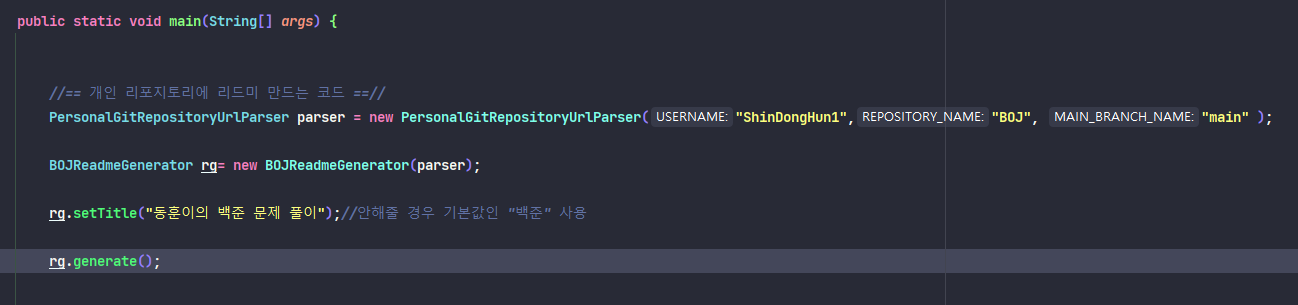 public static void main(String[] args) {
//== 개인 리포지토리에 리드미 만드는 코드 ==//
PersonalGitRepositoryUrlParser parser = new PersonalGitRepositoryUrlParser( USERNAME: "ShinDongHun1", REPOSITORY_NAME: "BOJ", MAIN_BRANCH_NAME: "main" );
BOJReadmeGenerator rg= new BOJReadmeGenerator(parser);
rg.setTitle("동훈이의 백준 문제 풀이");//안해줄 경우 기본값인 "백준" 사용
rg.generate();